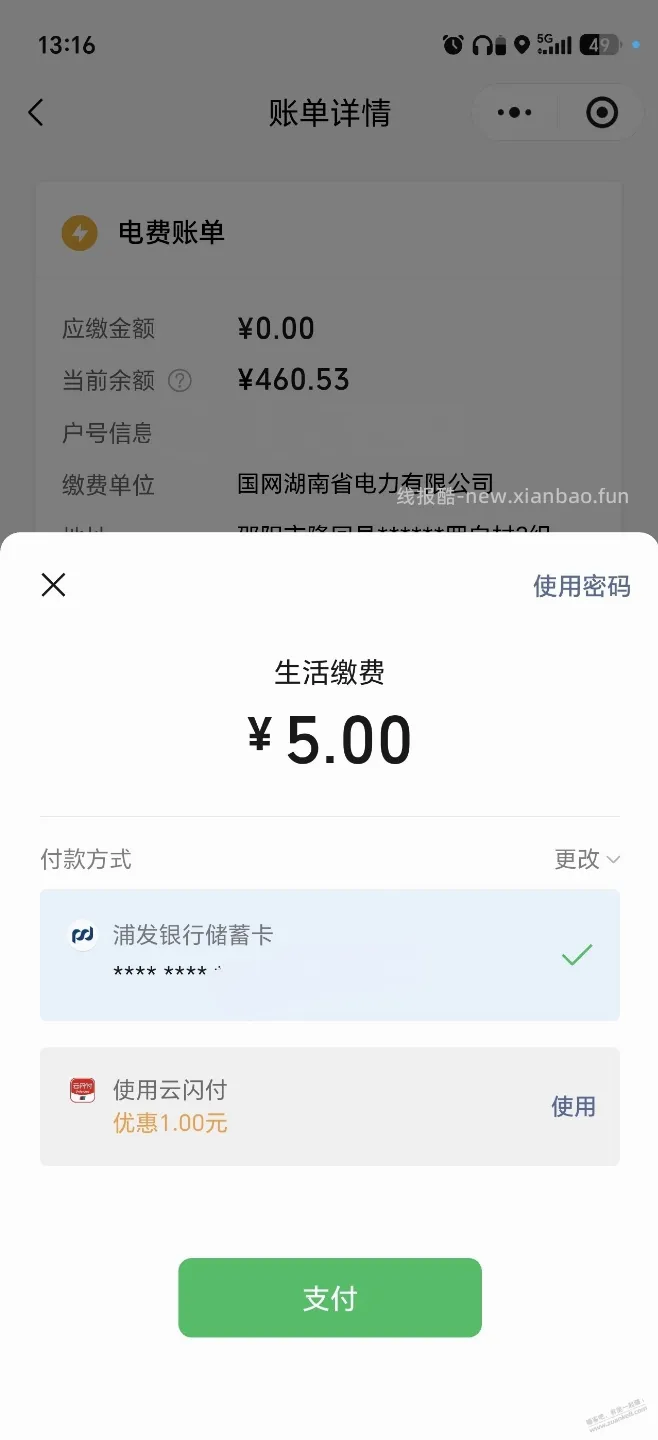 13:16
5G
49
账单详情
电费账单
应缴金额 ¥0.00
当前余额 ? ¥460.53
户号信息
缴费单位 国网湖南省电力有限公司
线报酷-new.xianbao.fun
使用密码
生活缴费
¥5.00
付款方式 更改
浦发银行储蓄卡
**** ****
云闪付
使用云闪付
优惠1.00元
使用
支付